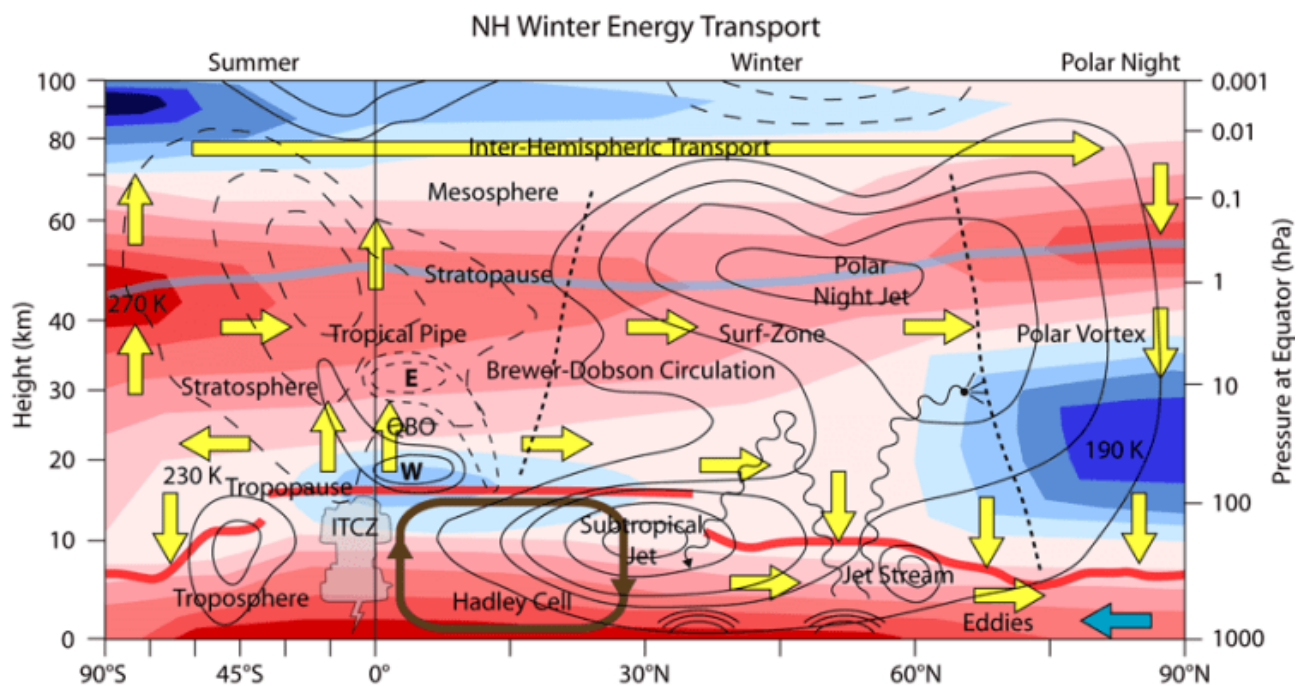 NH Winter Energy Transport
Summer
Winter
Polar Night
100
0.001
80
0.01
Inter-Hemispheric Transport
Mesosphere
0.1
60
Stratopause
Polar
Night Jet
1
270 K
40
Tropical Pipe
Surf-Zone
Polar Vortex
Brewer-Dobson Circulation
E
Stratosphere
30
10
QBO
190 K
20
W
230 K
Tropopause
100
ITCZ
Subtropical
Jet
10
Jet Stream
Troposphere
Hadley Cell
Eddies
0
1000
90°S
45°S
0°
30°N
60°N
90°N
Height (km)
Pressure at Equator (hPa)